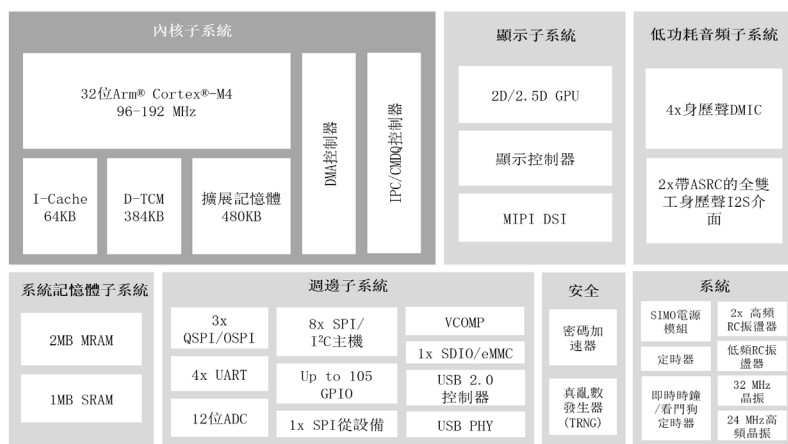 內核子系統
32位Arm® Cortex®-M4
96-192 MHz
I-Cache
64KB
D-TCM
384KB
擴展記憶體
480KB
DMA控制器
IPC/CMDQ控制器
顯示子系統
2D/2.5D GPU
顯示控制器
MIPI DSI
低功耗音頻子系統
4x身歷聲DMIC
2x帶ASRC的全雙
工身歷聲I2S介
面
系統記憶體子系統
2MB MRAM
1MB SRAM
週邊子系統
3x
QSPI/OSPI
4x UART
12位ADC
8x SPI/
I²C主機
Up to 105
GPIO
1x SPI從設備
VCOMP
1x SDIO/eMMC
USB 2.0
控制器
USB PHY
安全
密碼加
速器
真亂數
發生器
(TRNG)
系統
SIMO電源
模組
定時器
即時時鐘
/看門狗
定時器
2x 高頻
RC振盪器
低頻RC振
盪器
32 MHz
晶振
24 MHz高
頻晶振